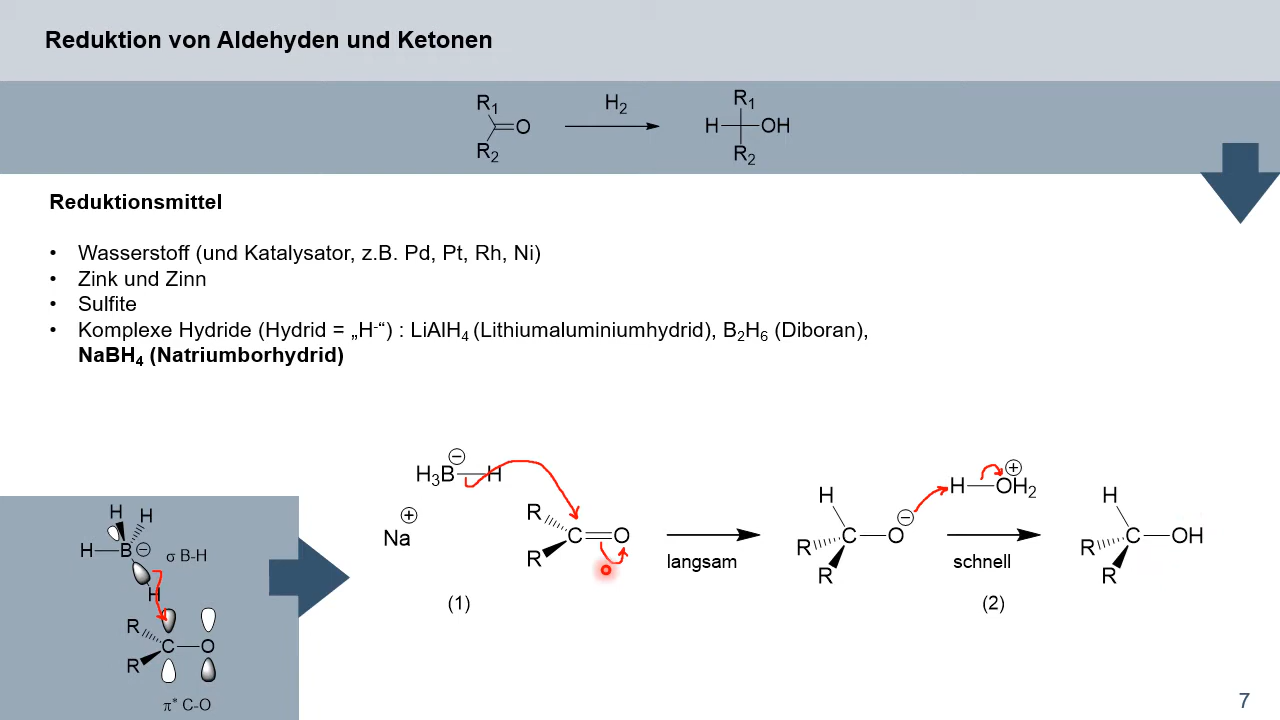 Reduktion von Aldehyden und Ketonen
R1
H2
R1
O
H
OH
R2
R2
Reduktionsmittel
• Wasserstoff (und Katalysator, z.B. Pd, Pt, Rh, Ni)
• Zink und Zinn
• Sulfite
• Komplexe Hydride (Hydrid = „H-“) : LiAlH4 (Lithiumaluminiumhydrid), B2H6 (Diboran),
NaBH4 (Natriumborhydrid)
H3B H
⊖
Na
⊕
R
C O
R
langsam
(1)
H
C O
⊖
R
R
H OH2
⊕
schnell
(2)
H
C OH
R
R
H H
H B ⊖
σ B-H
H
R
C O
R
π* C-O
7